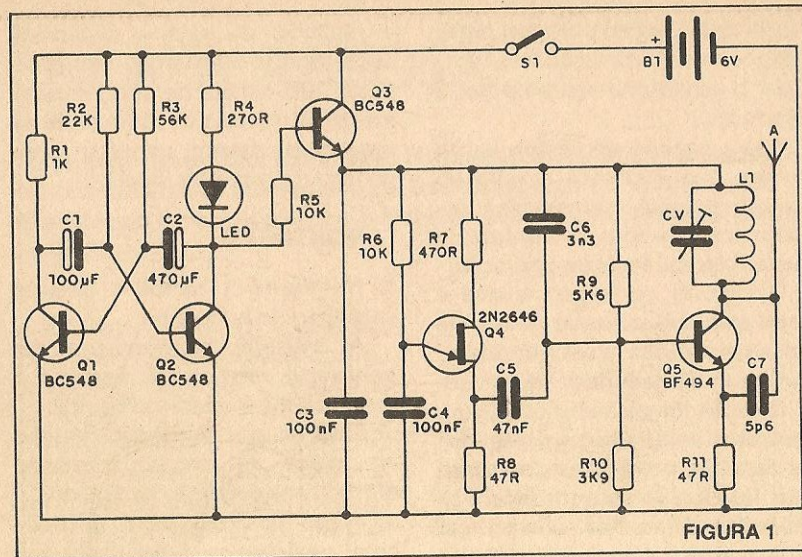 S1
B1
+
6V
R2
22K
R3
56K
R4
270R
Q3
BC548
A
R1
1K
C1
100µF
C2
470µF
LED
R5
10K
R6
10K
R7
470R
C6
3n3
CV
L1
R9
5K6
2N2646
Q4
Q1
BC548
Q2
BC548
C3
100nF
C4
100nF
C5
47nF
Q5
BF494
C7
5p6
R8
47R
R10
3K9
R11
47R
FIGURA 1